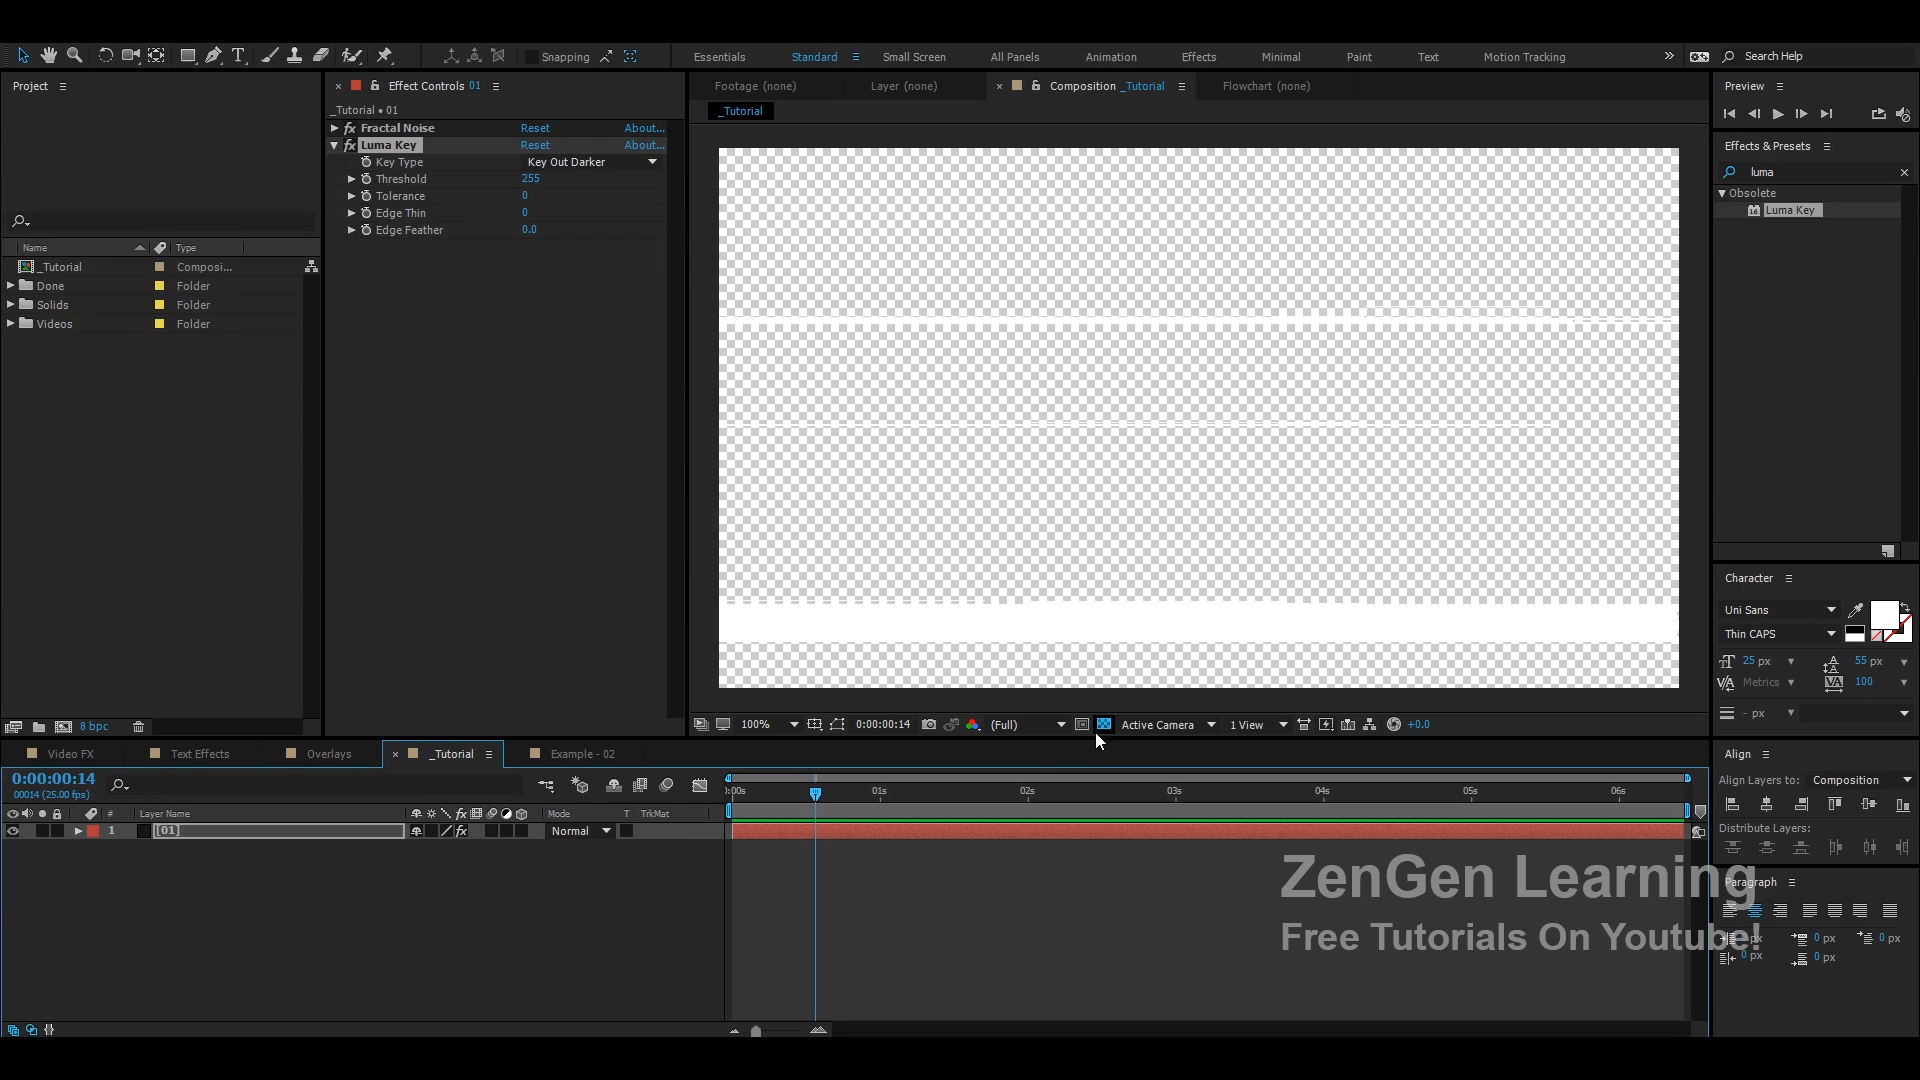 Snapping
Essentials
Standard
Small Screen
All Panels
Animation
Effects
Minimal
Paint
Text
Motion Tracking
Search Help
Project
Effect Controls 01
Footage (none)
Layer (none)
Composition _Tutorial
Flowchart (none)
Preview
_Tutorial • 01
_Tutorial
fx Fractal Noise Reset About...
fx Luma Key Reset About...
Key Type Key Out Darker
Threshold 255
Tolerance 0
Edge Thin 0
Edge Feather 0.0
Effects & Presets
luma
Obsolete
Luma Key
Name Type
_Tutorial Composi...
Done Folder
Solids Folder
Videos Folder
Character
Uni Sans
Thin CAPS
25 px 55 px
Metrics 100
- px
8 bpc
100% 0:00:00:14 (Full) Active Camera 1 View +0.0
Video FX
Text Effects
Overlays
_Tutorial
Example - 02
Align
0:00:00:14
00014 (25.00 fps)
:00s 01s 02s 03s 04s 05s 06s
Align Layers to: Composition
# Layer Name fx Mode T TrkMat
1 [01] fx Normal
Distribute Layers:
ZenGen Learning
Paragraph
Free Tutorials On Youtube!
px 0 px 0 px
0 px 0 px